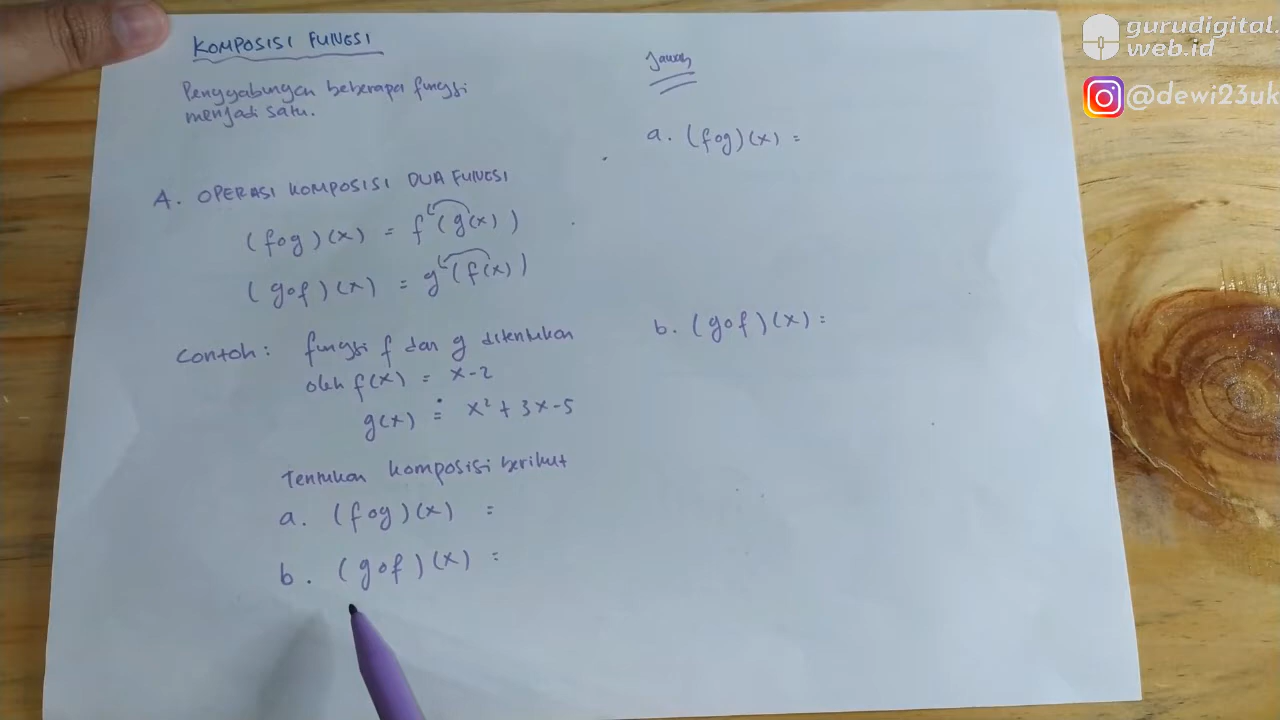 KOMPOSISI FUNGSI
Penggabungan beberapa fungsi
menjadi satu.
A. OPERASI KOMPOSISI DUA FUNGSI
(fog)(x) = f(g(x))
(gof)(x) = g(f(x))
Contoh: fungsi f dan g ditentukan
oleh f(x) = x-2
g(x) = x² + 3x-5
Tentukan komposisi berikut
a. (fog)(x) =
b. (gof)(x) =
Jawab
a. (fog)(x) =
b. (gof)(x) =
gurudigital.
web.id
@dewi23uk